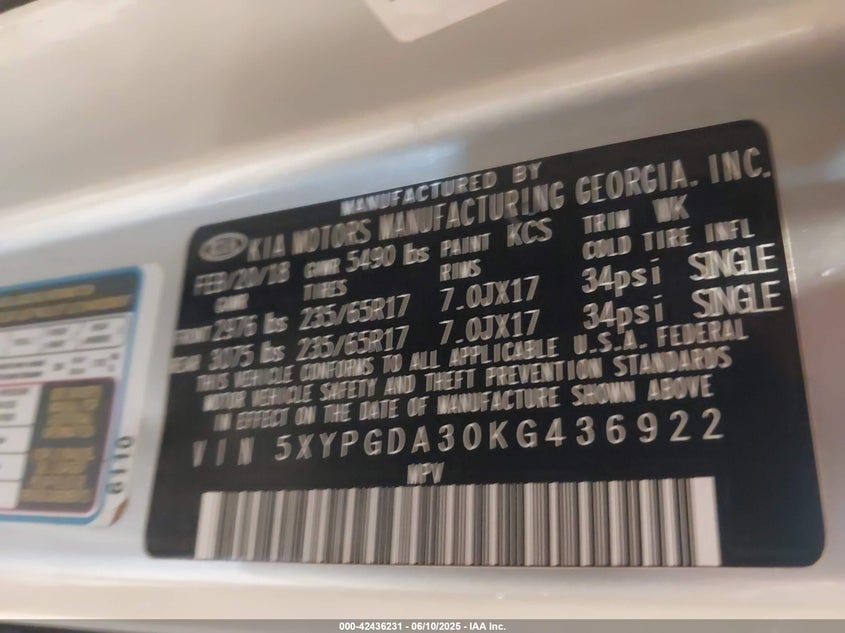 MANUFACTURED BY
KIA KIA MOTORS MANUFACTURING GEORGIA, INC.
FEB/20/18 GVWR 5490 lbs PAINT KCS TRIM WK
GAWR TIRES RIMS COLD TIRE INFL
FRONT 2976 lbs 235/65R17 7.0JX17 34psi SINGLE
REAR 3075 lbs 235/65R17 7.0JX17 34psi SINGLE
THIS VEHICLE CONFORMS TO ALL APPLICABLE U.S.A. FEDERAL
MOTOR VEHICLE SAFETY AND THEFT PREVENTION STANDARDS
IN EFFECT ON THE DATE OF MANUFACTURE SHOWN ABOVE
VIN 5XYPGDA30KG436922
MPV
000-42436231 - 06/10/2025 - IAA Inc.